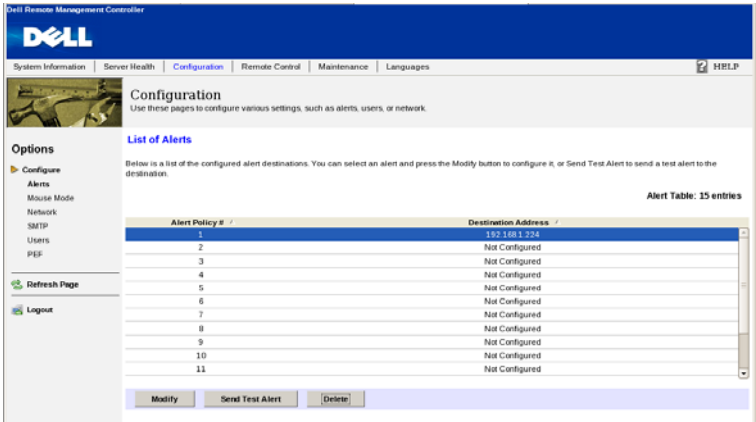 Dell Remote Management Controller
DELL
System Information Server Health Configuration Remote Control Maintenance Languages ? HELP
Configuration
Use these pages to configure various settings, such as alerts, users, or network.
Options
Configure
Alerts
Mouse Mode
Network
SMTP
Users
PEF
Refresh Page
Logout
List of Alerts
Below is a list of the configured alert destinations. You can select an alert and press the Modify button to configure it, or Send Test Alert to send a test alert to the
destination.
Alert Table: 15 entries
Alert Policy # Destination Address
1 192.168.1.224
2 Not Configured
3 Not Configured
4 Not Configured
5 Not Configured
6 Not Configured
7 Not Configured
8 Not Configured
9 Not Configured
10 Not Configured
11 Not Configured
Modify Send Test Alert Delete